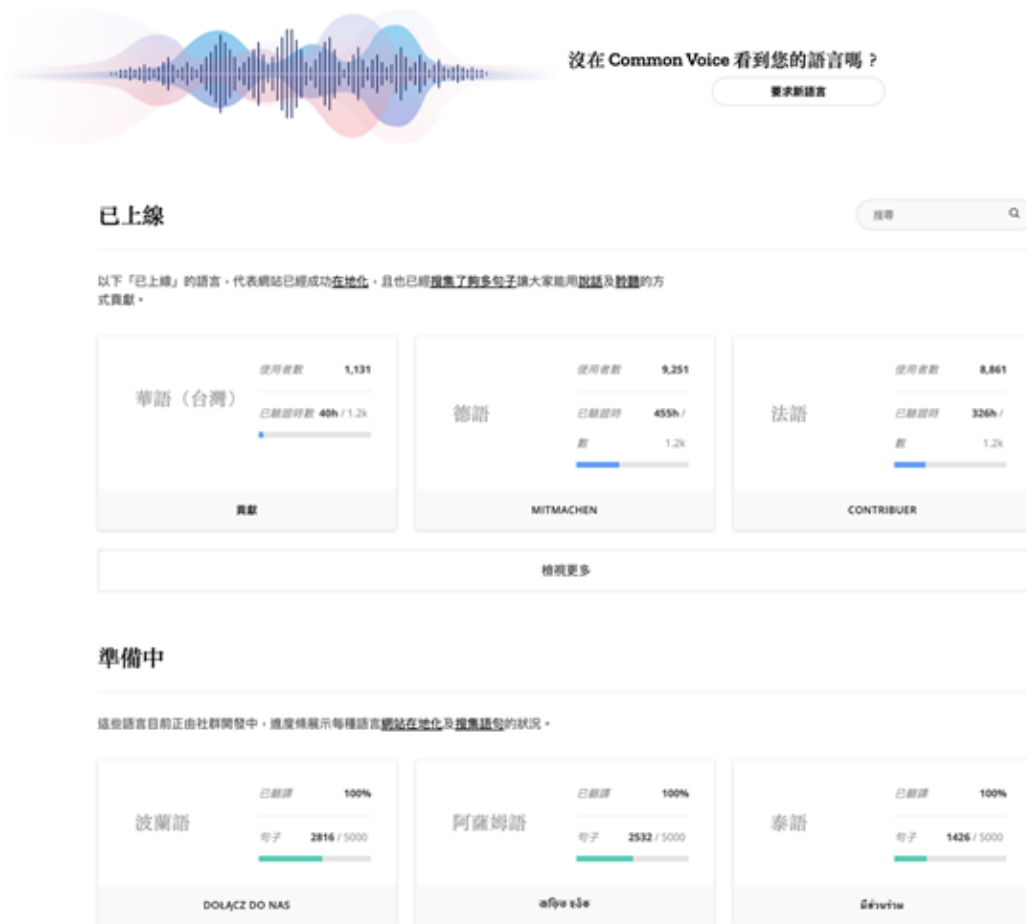 沒在 Common Voice 看到您的語言嗎？
要求新語言
已上線
搜尋
以下「已上線」的語言，代表網站已經成功在地化，且也已經搜集了夠多句子讓大家能用說話及聆聽的方
式貢獻。
華語（台灣）
使用者數 1,131
已驗證時數 40h / 1.2k
貢獻
德語
使用者數 9,251
已驗證時 455h /
數 1.2k
MITMACHEN
法語
使用者數 8,861
已驗證時 326h /
數 1.2k
CONTRIBUER
檢視更多
準備中
這些語言目前正由社群開發中，進度條展示每種語言網站在地化及搜集語句的狀況。
波蘭語
已翻譯 100%
句子 2816 / 5000
DOŁĄCZ DO NAS
阿薩姆語
已翻譯 100%
句子 2532 / 5000
泰語
已翻譯 100%
句子 1426 / 5000
มีส่วนร่วม